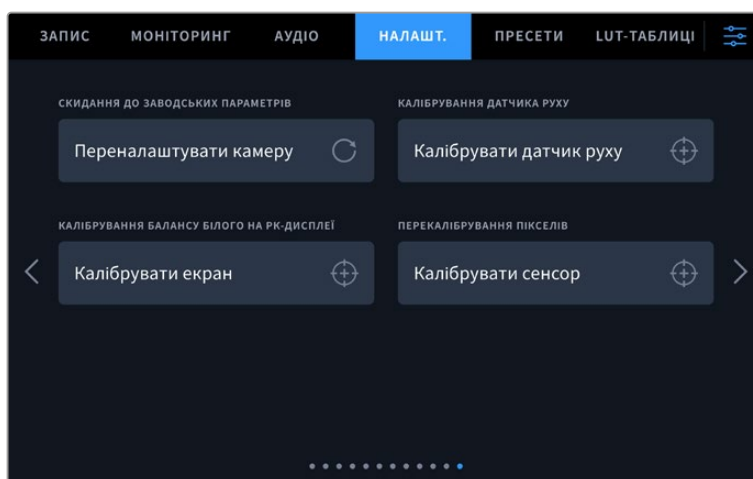 ЗАПИС МОНІТОРИНГ АУДІО НАЛАШТ. ПРЕСЕТИ LUT-ТАБЛИЦІ
СКИДАННЯ ДО ЗАВОДСЬКИХ ПАРАМЕТРІВ
Переналаштувати камеру
КАЛІБРУВАННЯ ДАТЧИКА РУХУ
Калібрувати датчик руху
КАЛІБРУВАННЯ БАЛАНСУ БІЛОГО НА РК-ДИСПЛЕЇ
Калібрувати екран
ПЕРЕКАЛІБРУВАННЯ ПІКСЕЛІВ
Калібрувати сенсор